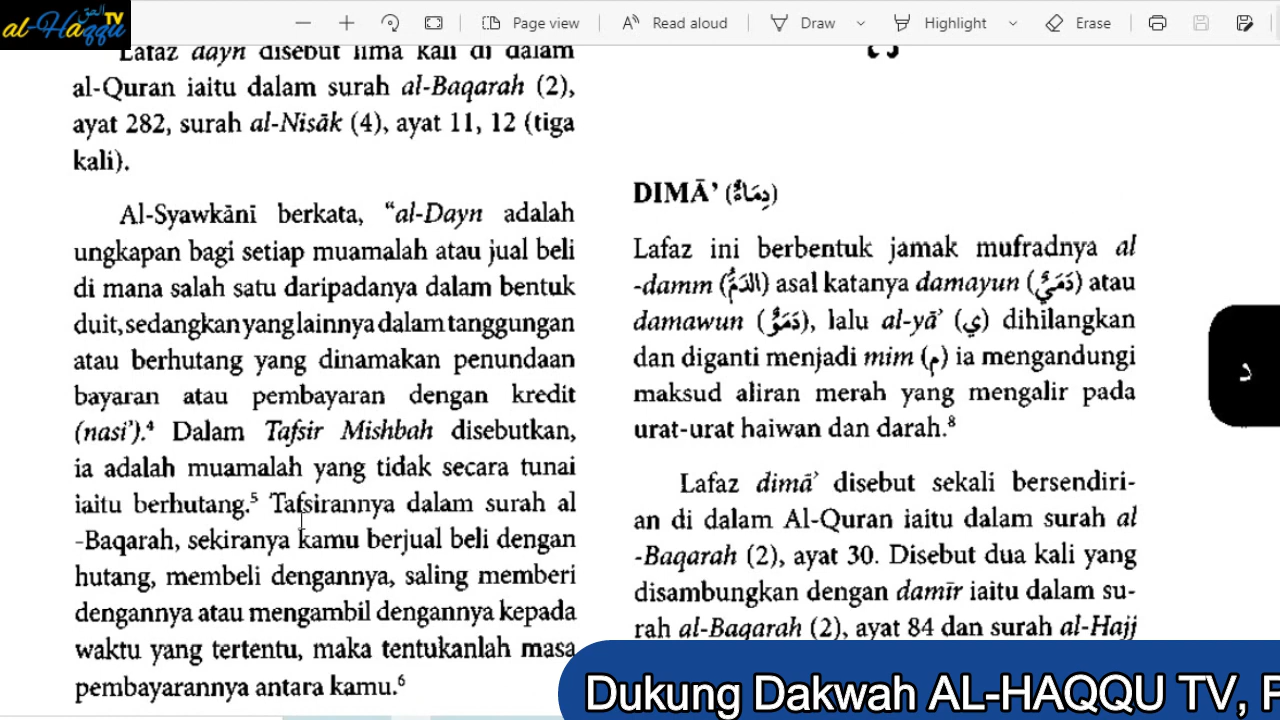 الحق
al-Haqqu TV
Page view
Read aloud
Draw
Highlight
Erase
Lafaz dayn disebut lima kali di dalam
al-Quran iaitu dalam surah al-Baqarah (2),
ayat 282, surah al-Nisāk (4), ayat 11, 12 (tiga
kali).
Al-Syawkānī berkata, “al-Dayn adalah
ungkapan bagi setiap muamalah atau jual beli
di mana salah satu daripadanya dalam bentuk
duit, sedangkan yang lainnya dalam tanggungan
atau berhutang yang dinamakan penundaan
bayaran atau pembayaran dengan kredit
(nasi’).⁴ Dalam Tafsir Mishbah disebutkan,
ia adalah muamalah yang tidak secara tunai
iaitu berhutang.⁵ Tafsirannya dalam surah al
-Baqarah, sekiranya kamu berjual beli dengan
hutang, membeli dengannya, saling memberi
dengannya atau mengambil dengannya kepada
waktu yang tertentu, maka tentukanlah masa
pembayarannya antara kamu.⁶
DIMĀ’ (دِمَاءٌ)
Lafaz ini berbentuk jamak mufradnya al
-damm (الدَمُّ) asal katanya damayun (دَمَيٌ) atau
damawun (دَمَوٌ), lalu al-yā’ (ي) dihilangkan
dan diganti menjadi mim (م) ia mengandungi
maksud aliran merah yang mengalir pada
urat-urat haiwan dan darah.⁸
Lafaz dimā’ disebut sekali bersendiri-
an di dalam Al-Quran iaitu dalam surah al
-Baqarah (2), ayat 30. Disebut dua kali yang
disambungkan dengan damīr iaitu dalam su-
rah al-Baqarah (2), ayat 84 dan surah al-Hajj
د
Dukung Dakwah AL-HAQQU TV, F